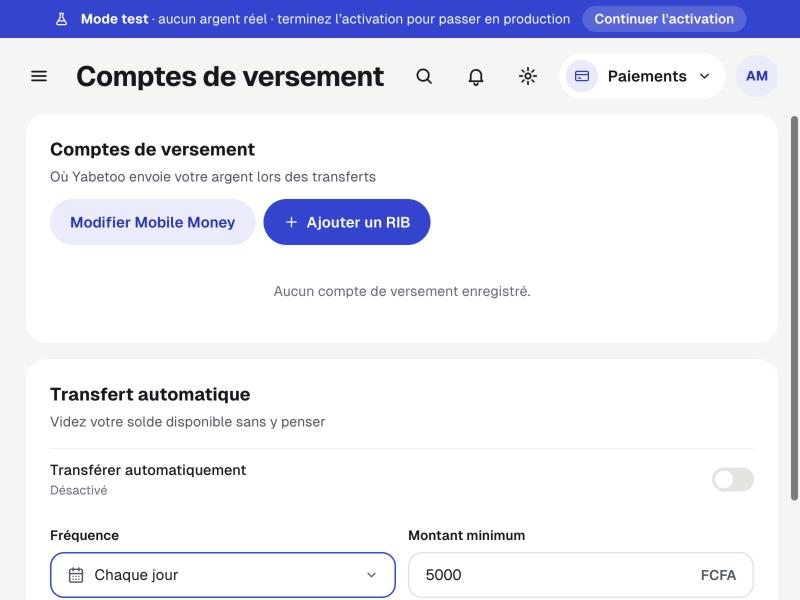 Mode test · aucun argent réel · terminez l'activation pour passer en production
Continuer l'activation
Comptes de versement
Paiements
AM
Comptes de versement
Où Yabetoo envoie votre argent lors des transferts
Modifier Mobile Money
Ajouter un RIB
Aucun compte de versement enregistré.
Transfert automatique
Videz votre solde disponible sans y penser
Transférer automatiquement
Désactivé
Fréquence
Montant minimum
Chaque jour
5000
FCFA